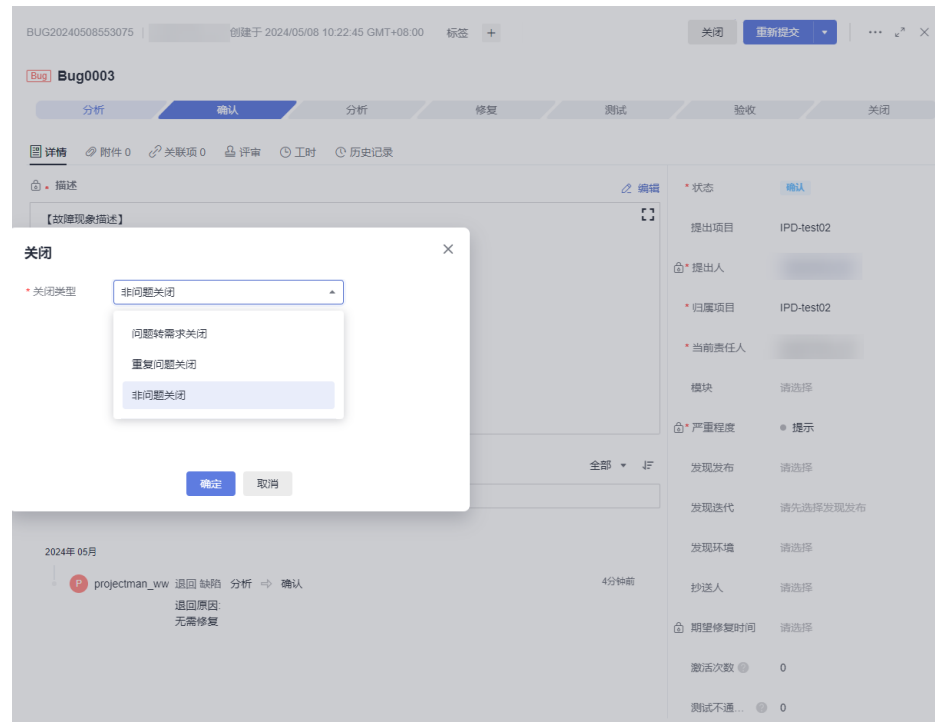 BUG20240508553075 | 创建于 2024/05/08 10:22:45 GMT+08:00 标签 +
关闭 重新提交
Bug Bug0003
分析 确认 分析 修复 测试 验收 关闭
详情 附件 0 关联项 0 评审 工时 历史记录
* 描述
编辑
【故障现象描述】
关闭
* 关闭类型 非问题关闭
问题转需求关闭
重复问题关闭
非问题关闭
确定 取消
全部
2024年 05月
P projectman_ww 退回 缺陷 分析 ⇨ 确认 4分钟前
退回原因:
无需修复
* 状态 确认
提出项目 IPD-test02
* 提出人
* 归属项目 IPD-test02
* 当前责任人
模块 请选择
* 严重程度 提示
发现发布 请选择
发现迭代 请先选择发现发布
发现环境 请选择
抄送人 请选择
期望修复时间 请选择
激活次数 0
测试不通... 0